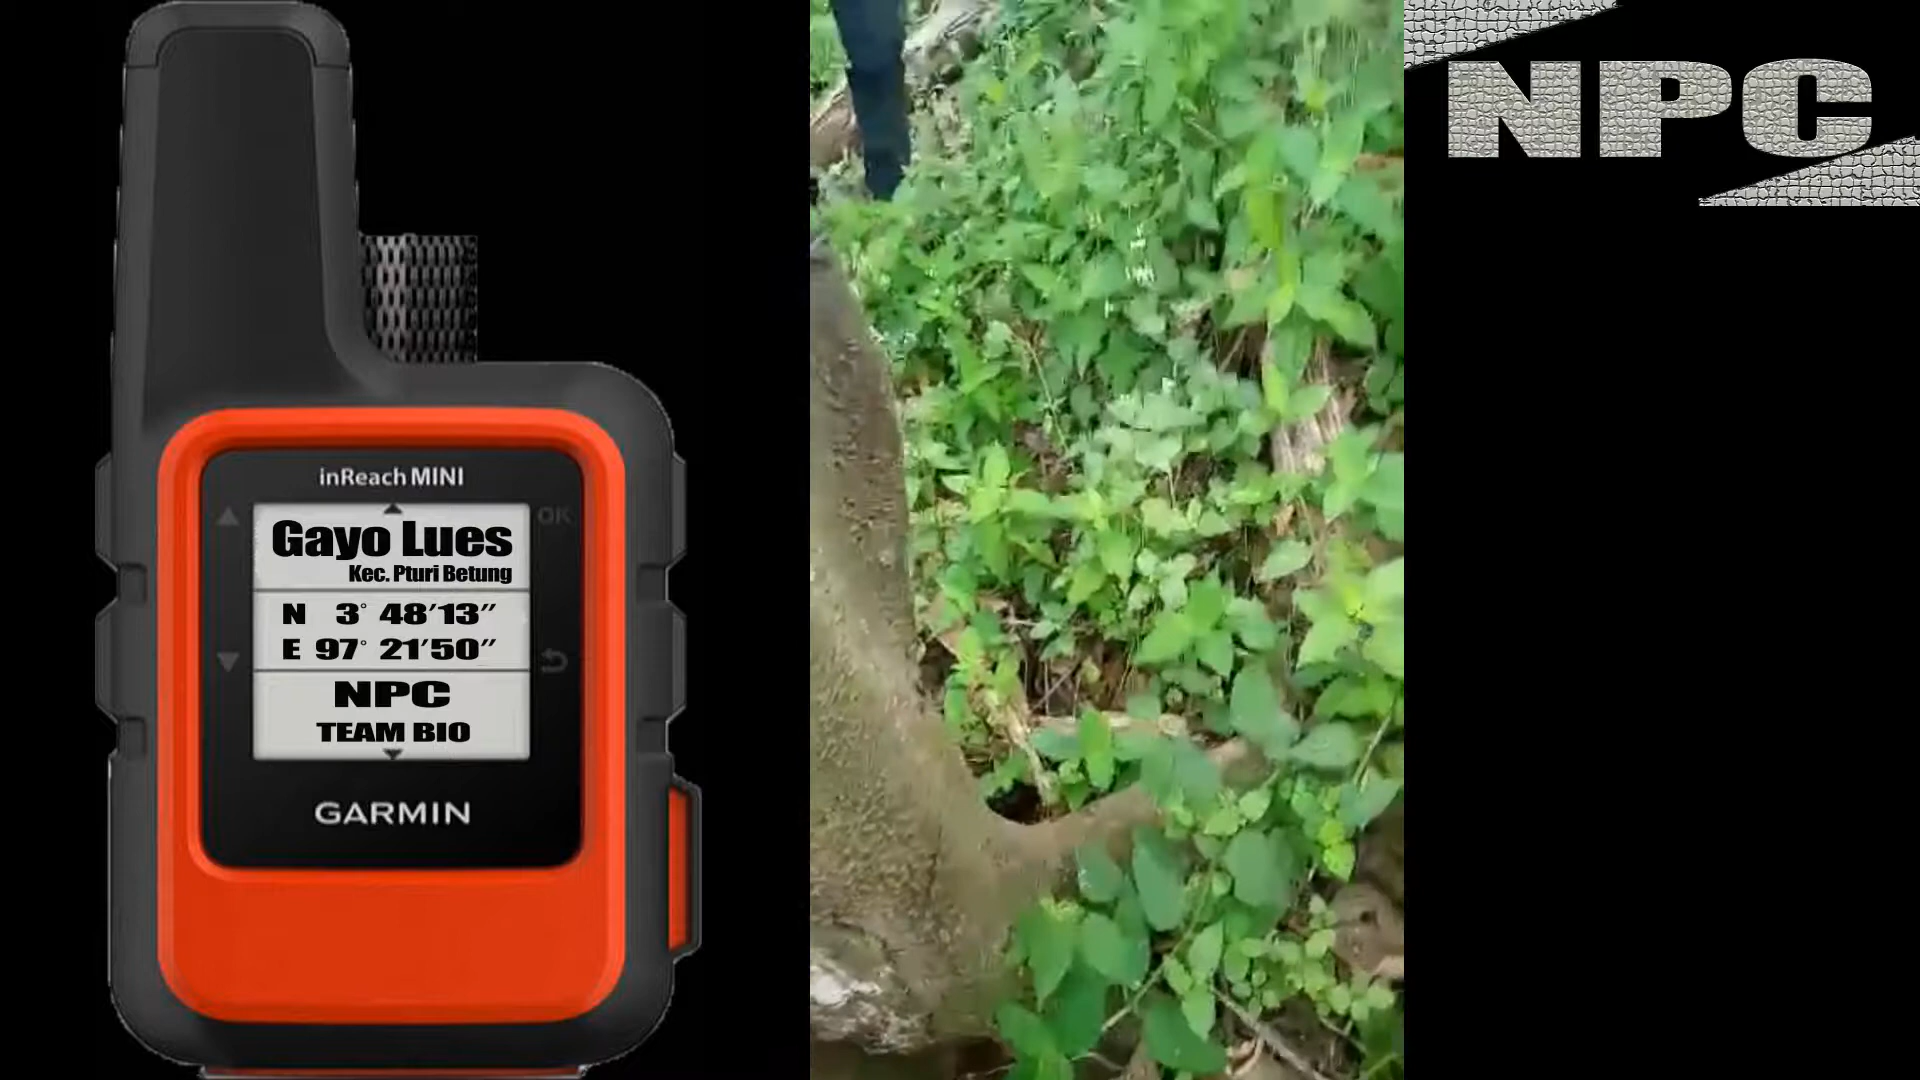 inReach MINI
OK
Gayo Lues
Kec. Pturi Betung
N 3° 48'13"
E 97° 21'50"
NPC
TEAM BIO
GARMIN
NPC